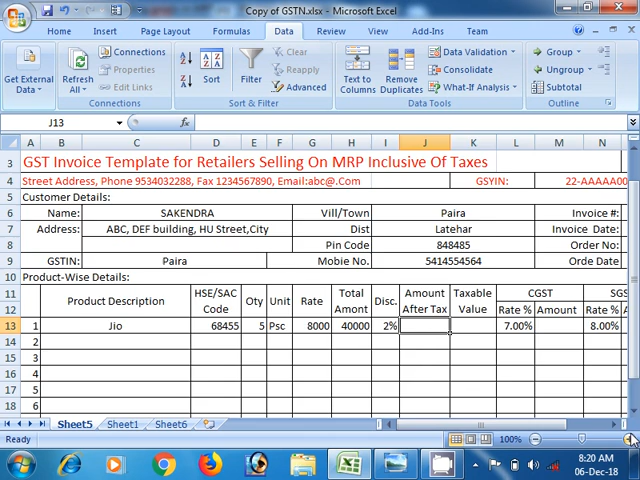 Copy of GSTN.xlsx - Microsoft Excel
Home Insert Page Layout Formulas Data Review View Team
Get External Data
Refresh All
Connections
Properties
Edit Links
Connections
Sort
Filter
Clear
Reapply
Advanced
Sort & Filter
Text to Columns
Remove Duplicates
Data Validation
Consolidate
What-If Analysis
Data Tools
Group
Ungroup
Subtotal
Outline
J13 fx
A B C D E F G H I J K L M N
3 GST Invoice Template for Retailers Selling On MRP Inclusive Of Taxes
4 Street Address, Phone 9534032288, Fax 1234567890, Email:abc@.Com GSYIN: 22-AAAAA00
5 Customer Details:
6 Name: SAKENDRA Vill/Town Paira Invoice #:
7 Address: ABC, DEF building, HU Street,City Dist Latehar Invoice Date:
8 Pin Code 848485 Order No:
9 GSTIN: Paira Mobie No. 5414554564 Orde Date:
10 Product-Wise Details:
11 Product Description HSE/SAC Code Qty Unit Rate Total Amont Disc. Amount After Tax Taxable Value CGST SGS
12 Rate % Amount Rate %
13 1 Jio 68455 5 Psc 8000 40000 2% 7.00% 8.00%
14 2
15 3
16 4
17 5
18 6
Sheet5 Sheet1 Sheet6
Ready 100%
8:20 AM
06-Dec-18